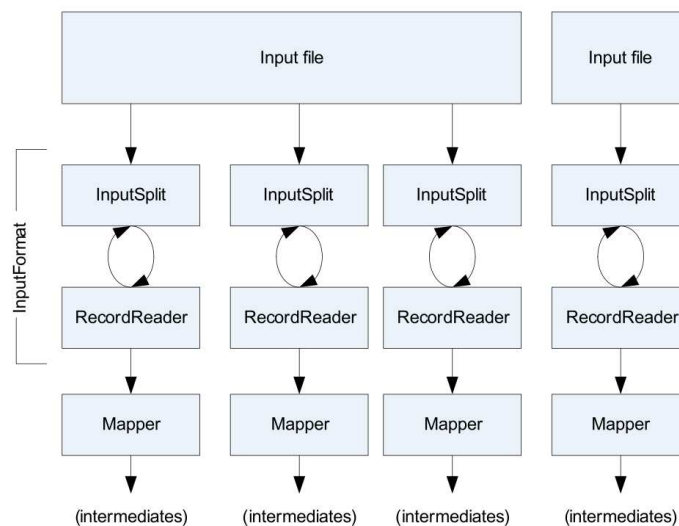 Input file
Input file
InputFormat
InputSplit
InputSplit
InputSplit
InputSplit
RecordReader
RecordReader
RecordReader
RecordReader
Mapper
Mapper
Mapper
Mapper
(intermediates)
(intermediates)
(intermediates)
(intermediates)